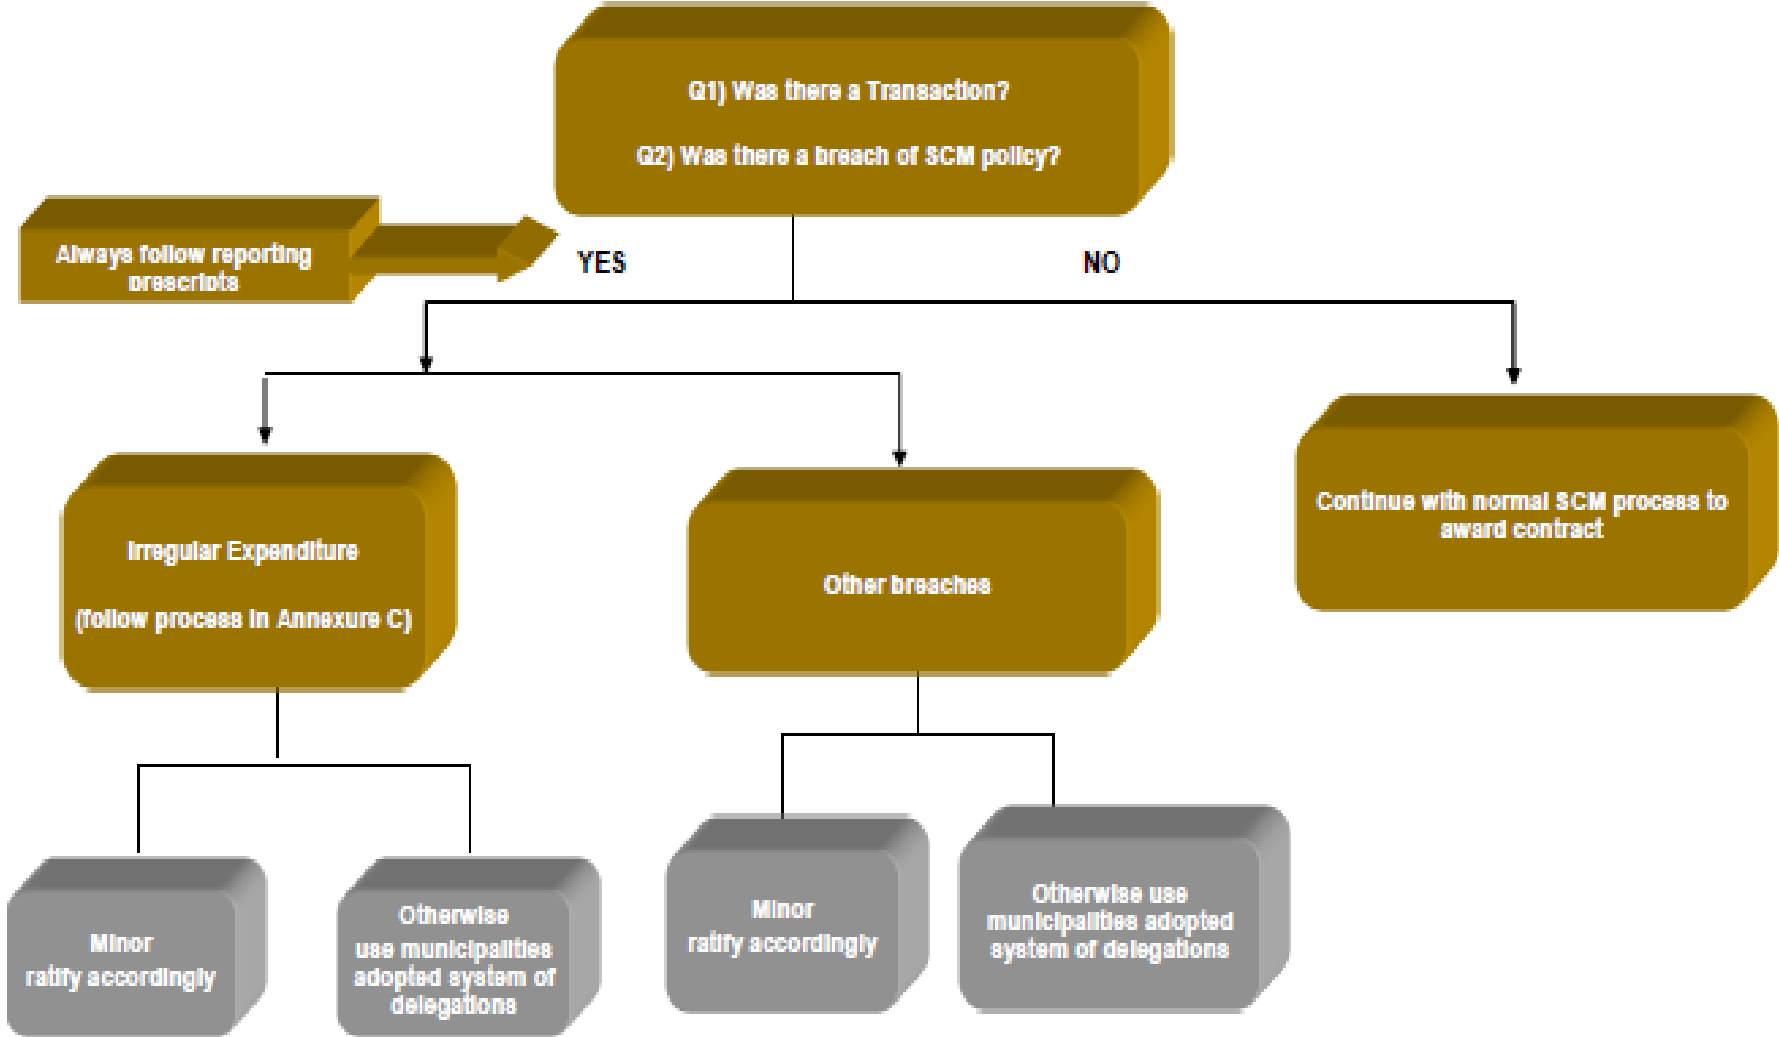 Q1) Was there a Transaction?
Q2) Was there a breach of SCM policy?
Always follow reporting
prescripts
YES
NO
Irregular Expenditure
(follow process in Annexure C)
Other breaches
Continue with normal SCM process to
award contract
Minor
ratify accordingly
Otherwise
use municipalities
adopted system of
delegations
Minor
ratify accordingly
Otherwise use
municipalities adopted
system of delegations